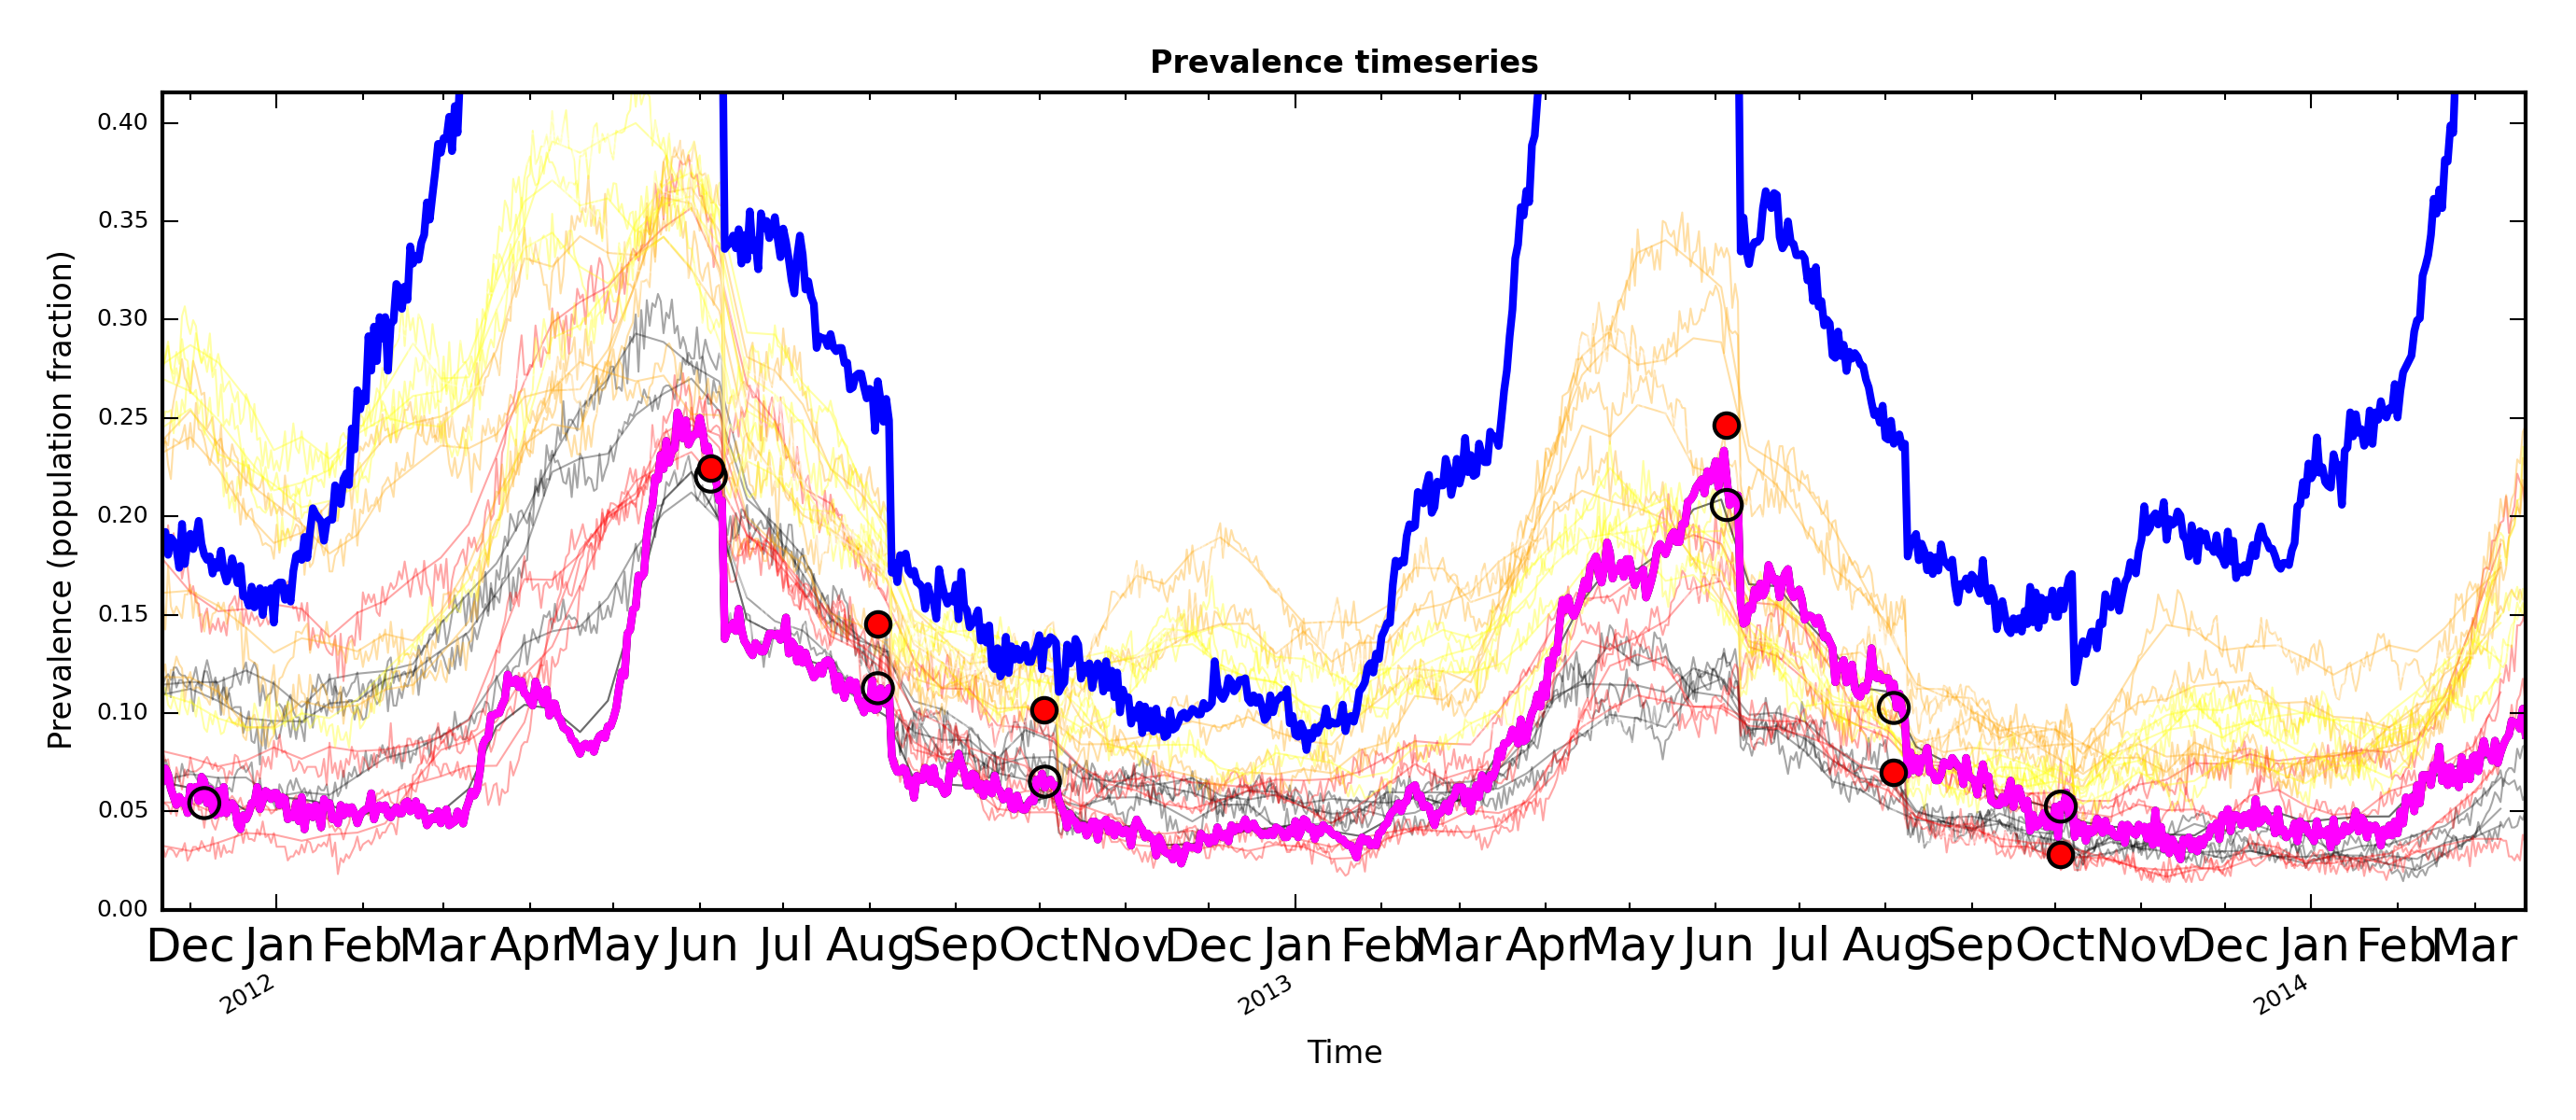 Prevalence timeseries
Prevalence (population fraction)
0.40
0.35
0.30
0.25
0.20
0.15
0.10
0.05
0.00
Dec Jan Feb Mar Apr May Jun Jul Aug Sep Oct Nov Dec Jan Feb Mar Apr May Jun Jul Aug Sep Oct Nov Dec Jan Feb Mar
2012 2013 2014
Time